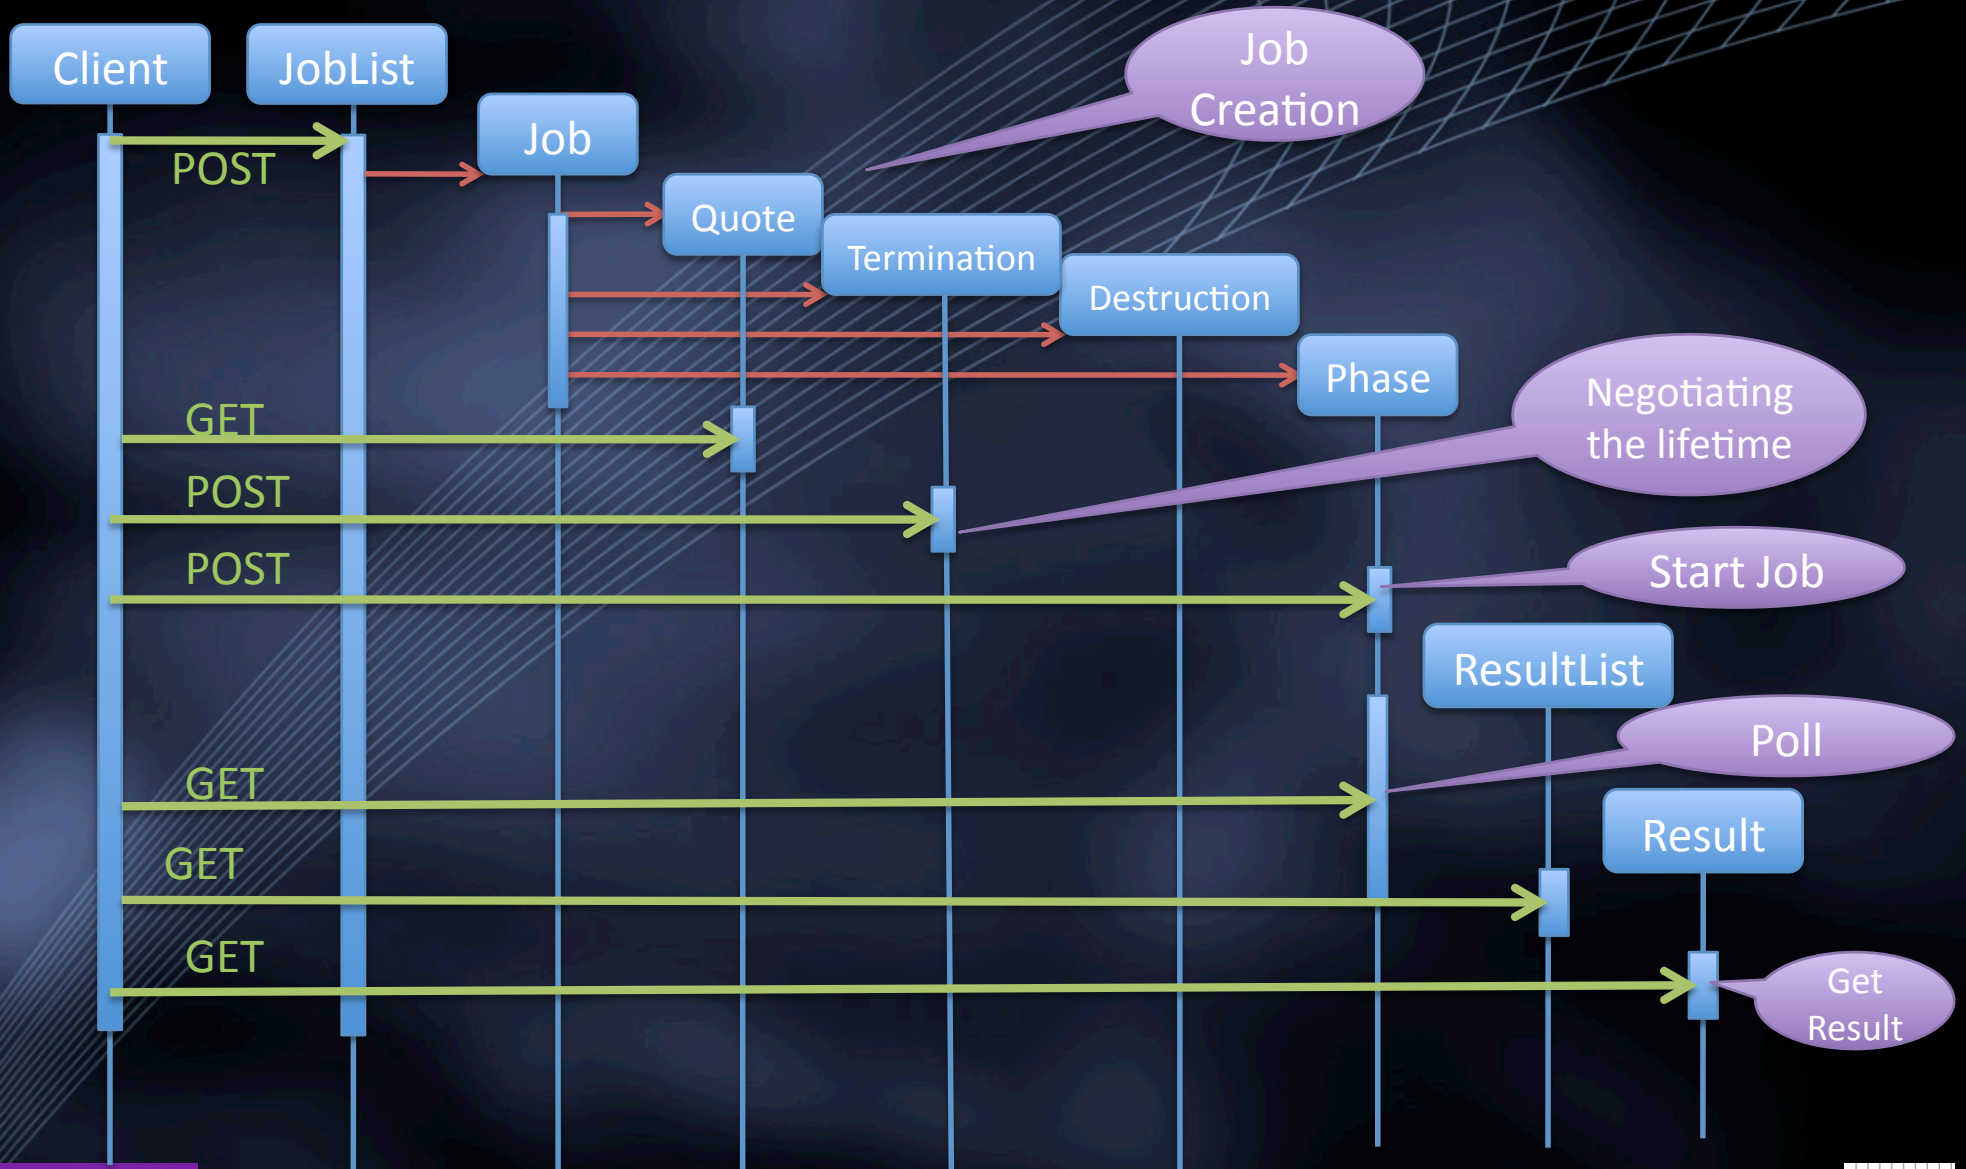 Client
JobList
Job
Creation
Job
POST
Quote
Termination
Destruction
Phase
Negotiating
the lifetime
GET
POST
POST
Start Job
ResultList
Poll
GET
Result
GET
GET
Get
Result